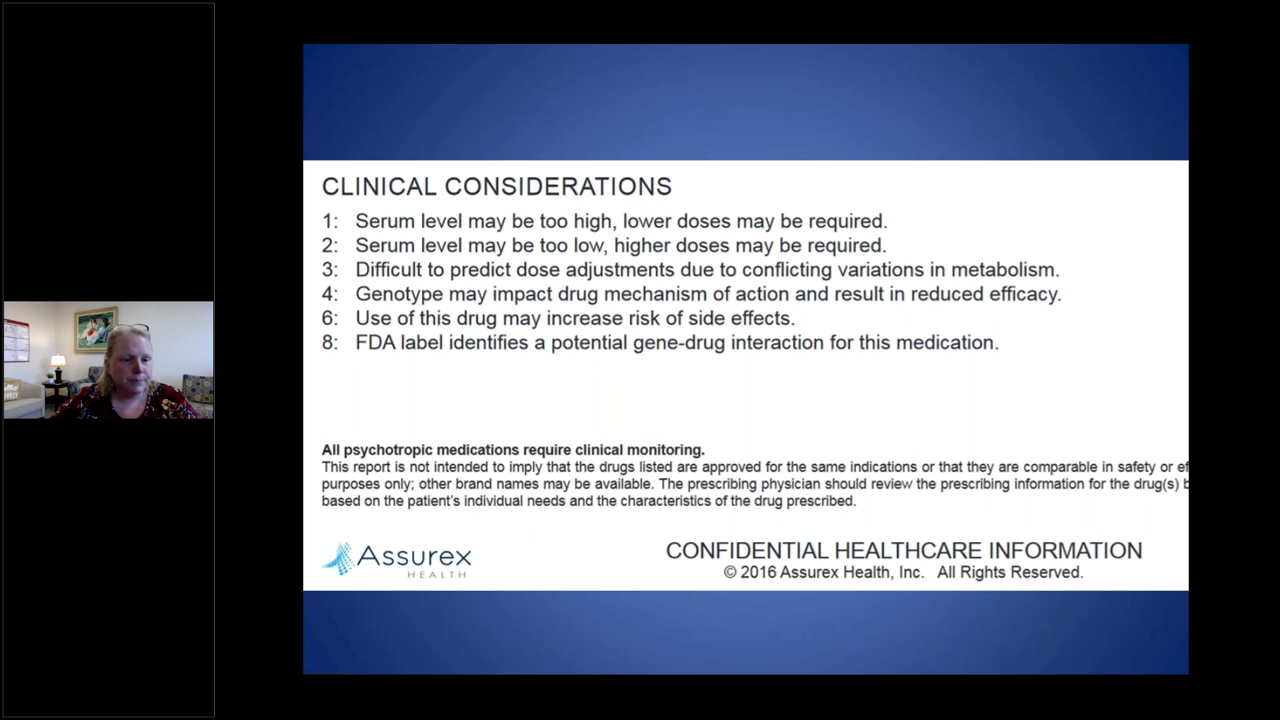 CLINICAL CONSIDERATIONS
1: Serum level may be too high, lower doses may be required.
2: Serum level may be too low, higher doses may be required.
3: Difficult to predict dose adjustments due to conflicting variations in metabolism.
4: Genotype may impact drug mechanism of action and result in reduced efficacy.
6: Use of this drug may increase risk of side effects.
8: FDA label identifies a potential gene-drug interaction for this medication.
All psychotropic medications require clinical monitoring.
This report is not intended to imply that the drugs listed are approved for the same indications or that they are comparable in safety or ef
purposes only; other brand names may be available. The prescribing physician should review the prescribing information for the drug(s) b
based on the patient's individual needs and the characteristics of the drug prescribed.
Assurex
HEALTH
CONFIDENTIAL HEALTHCARE INFORMATION
© 2016 Assurex Health, Inc. All Rights Reserved.